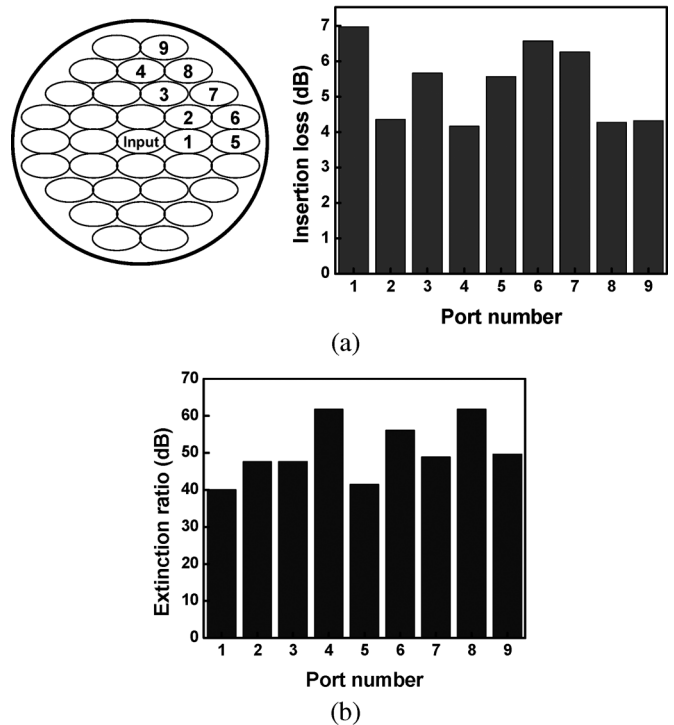 9
4 8
3 7
2 6
Input 1 5
Insertion loss (dB)
7
6
5
4
3
2
1
0
1 2 3 4 5 6 7 8 9
Port number
(a)
Extinction ratio (dB)
70
60
50
40
30
20
10
0
1 2 3 4 5 6 7 8 9
Port number
(b)